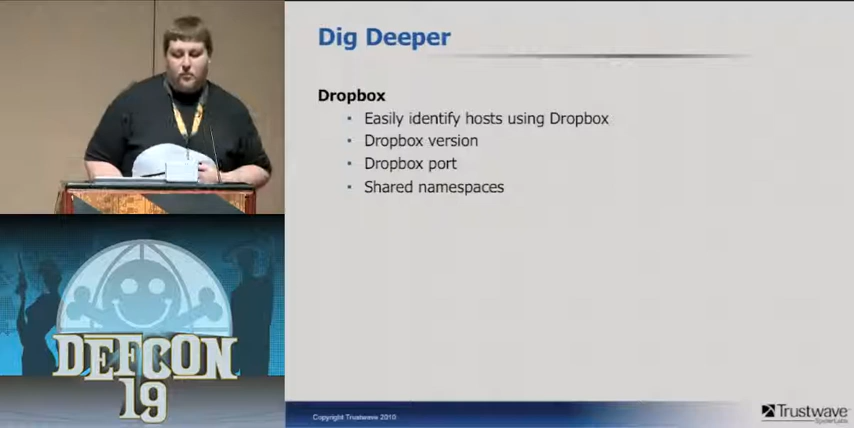 Dig Deeper
Dropbox
· Easily identify hosts using Dropbox
· Dropbox version
· Dropbox port
· Shared namespaces
DEFCON
19
Copyright Trustwave 2010
Trustwave
SpiderLabs